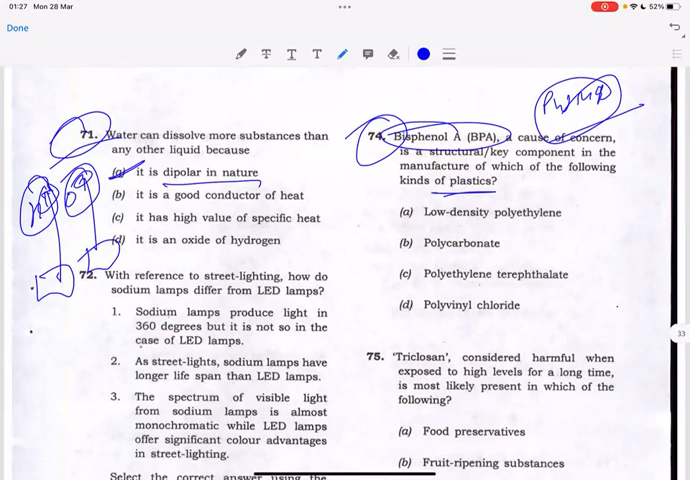 01:27 Mon 28 Mar
52%
Done
71. Water can dissolve more substances than
any other liquid because
(a) it is dipolar in nature
(b) it is a good conductor of heat
(c) it has high value of specific heat
(d) it is an oxide of hydrogen
72. With reference to street-lighting, how do
sodium lamps differ from LED lamps?
1. Sodium lamps produce light in
360 degrees but it is not so in the
case of LED lamps.
2. As street-lights, sodium lamps have
longer life span than LED lamps.
3. The spectrum of visible light
from sodium lamps is almost
monochromatic while LED lamps
offer significant colour advantages
in street-lighting.
Select the correct answer using the
74. Bisphenol A (BPA), a cause of concern,
is a structural/key component in the
manufacture of which of the following
kinds of plastics?
(a) Low-density polyethylene
(b) Polycarbonate
(c) Polyethylene terephthalate
(d) Polyvinyl chloride
75. 'Triclosan', considered harmful when
exposed to high levels for a long time,
is most likely present in which of the
following?
(a) Food preservatives
(b) Fruit-ripening substances
33